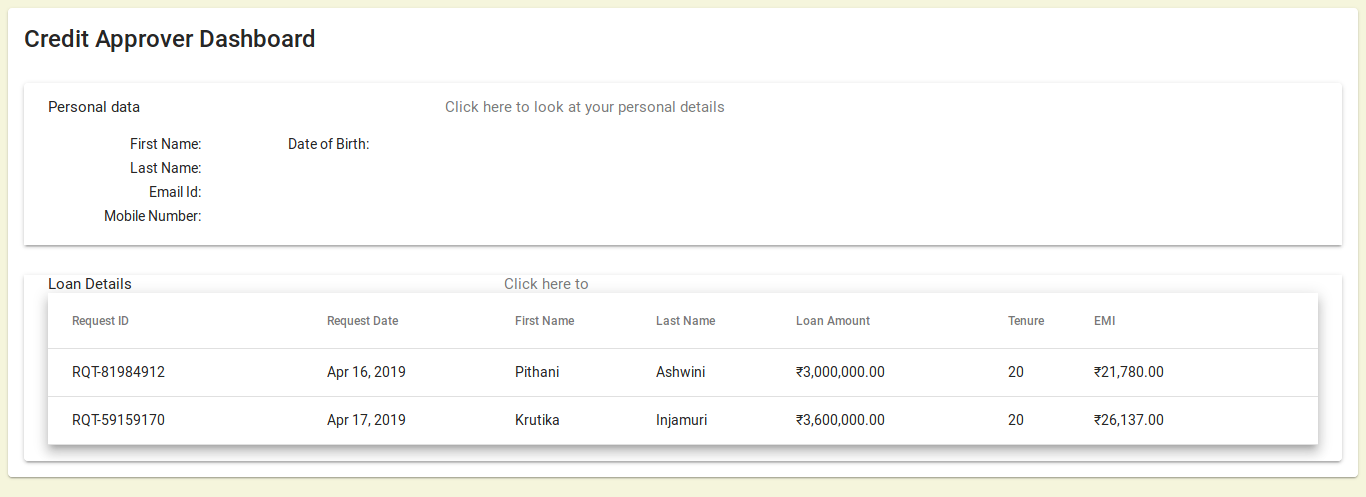 Credit Approver Dashboard
Personal data Click here to look at your personal details
First Name: Date of Birth:
Last Name:
Email Id:
Mobile Number:
Loan Details Click here to
Request ID Request Date First Name Last Name Loan Amount Tenure EMI
RQT-81984912 Apr 16, 2019 Pithani Ashwini ₹3,000,000.00 20 ₹21,780.00
RQT-59159170 Apr 17, 2019 Krutika Injamuri ₹3,600,000.00 20 ₹26,137.00